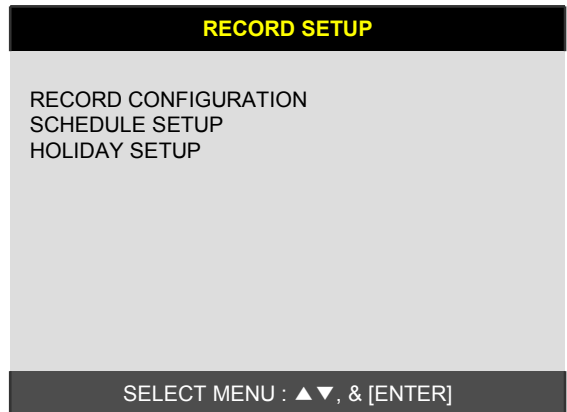 RECORD SETUP
RECORD CONFIGURATION
SCHEDULE SETUP
HOLIDAY SETUP
SELECT MENU : ▲▼, & [ENTER]